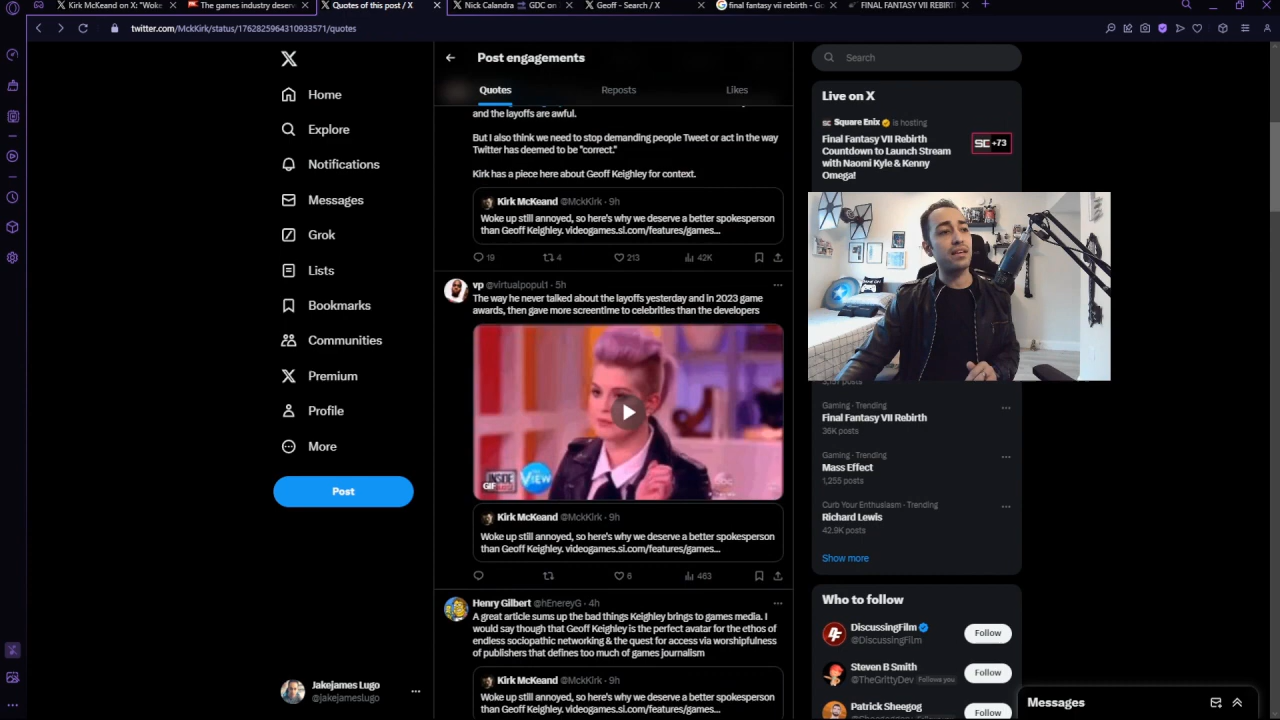 Kirk McKeand on X: "Woke
The games industry deserv
Quotes of this post / X
Nick Calandra GDC on
Geoff - Search / X
final fantasy vii rebirth - Go
FINAL FANTASY VII REBIRT
twitter.com/MckKirk/status/1762825964310933571/quotes
Home
Explore
Notifications
Messages
Grok
Lists
Bookmarks
Communities
Premium
Profile
More
Post
Jakejames Lugo
@jakejameslugo
Post engagements
Quotes
Reposts
Likes
and the layoffs are awful.
But I also think we need to stop demanding people Tweet or act in the way
Twitter has deemed to be "correct."
Kirk has a piece here about Geoff Keighley for context.
Kirk McKeand @MckKirk · 9h
Woke up still annoyed, so here's why we deserve a better spokesperson
than Geoff Keighley. videogames.si.com/features/games...
19
4
213
42K
vp @virtualpopul1 · 5h
The way he never talked about the layoffs yesterday and in 2023 game
awards, then gave more screentime to celebrities than the developers
GIF
INSIDE
the VIEW
abc
Kirk McKeand @MckKirk · 9h
Woke up still annoyed, so here's why we deserve a better spokesperson
than Geoff Keighley. videogames.si.com/features/games...
6
463
Henry Gilbert @hEnereyG · 4h
A great article sums up the bad things Keighley brings to games media. I
would say though that Geoff Keighley is the perfect avatar for the ethos of
endless sociopathic networking & the quest for access via worshipfulness
of publishers that defines too much of games journalism
Kirk McKeand @MckKirk · 9h
Woke up still annoyed, so here's why we deserve a better spokesperson
than Geoff Keighley. videogames.si.com/features/games...
Search
Live on X
Square Enix is hosting
Final Fantasy VII Rebirth
Countdown to Launch Stream
with Naomi Kyle & Kenny
Omega!
+73
Gaming · Trending
Final Fantasy VII Rebirth
36K posts
Gaming · Trending
Mass Effect
1,255 posts
Curb Your Enthusiasm · Trending
Richard Lewis
42.9K posts
Show more
Who to follow
DiscussingFilm
@DiscussingFilm
Follow
Steven B Smith
@TheGrittyDev Follows you
Follow
Patrick Sheegog
Follow
Messages